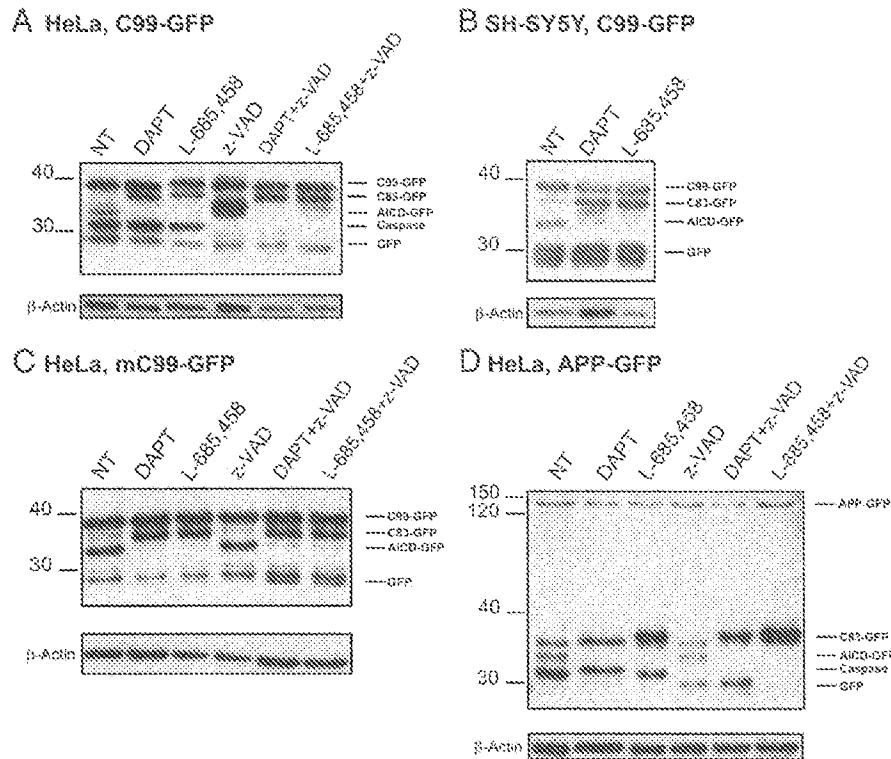 A HeLa, C99-GFP
NT DAPT L-685,458 z-VAD DAPT+z-VAD L-685,458+z-VAD
40
30
C99-GFP
C83-GFP
AICD-GFP
Caspase
GFP
β-Actin
B SH-SY5Y, C99-GFP
NT DAPT L-685,458
40
30
C99-GFP
C83-GFP
AICD-GFP
GFP
β-Actin
C HeLa, mC99-GFP
NT DAPT L-685,458 z-VAD DAPT+z-VAD L-685,458+z-VAD
40
30
C99-GFP
C83-GFP
AICD-GFP
GFP
β-Actin
D HeLa, APP-GFP
NT DAPT L-685,458 z-VAD DAPT+z-VAD L-685,458+z-VAD
150
120
40
30
APP-GFP
C83-GFP
AICD-GFP
Caspase
GFP
β-Actin